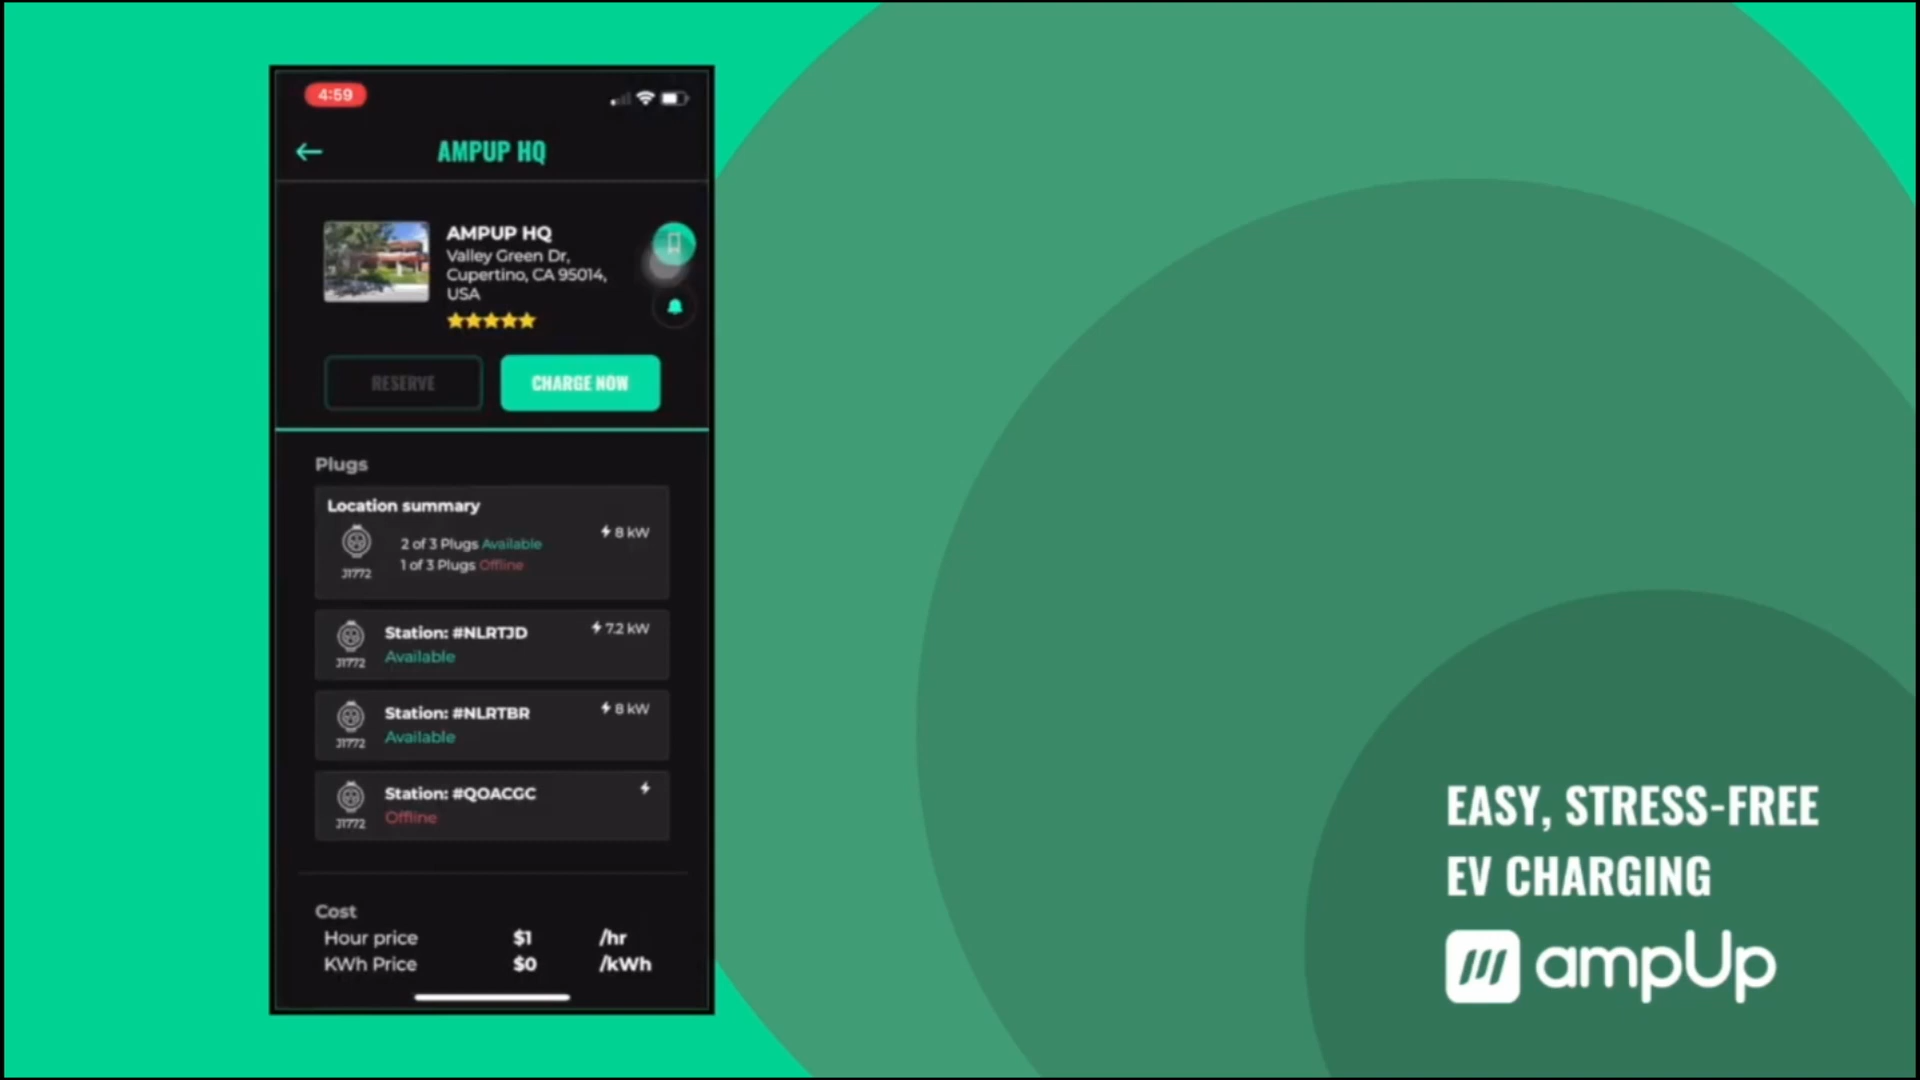 4:59
AMPUP HQ
AMPUP HQ
Valley Green Dr,
Cupertino, CA 95014,
USA
RESERVE
CHARGE NOW
Plugs
Location summary
8 kW
2 of 3 Plugs Available
1 of 3 Plugs Offline
J1772
Station: #NLRTJD
7.2 kW
Available
J1772
Station: #NLRTBR
8 kW
Available
J1772
Station: #QOACGC
Offline
J1772
Cost
Hour price $1 /hr
KWh Price $0 /kWh
EASY, STRESS-FREE
EV CHARGING
ampUp